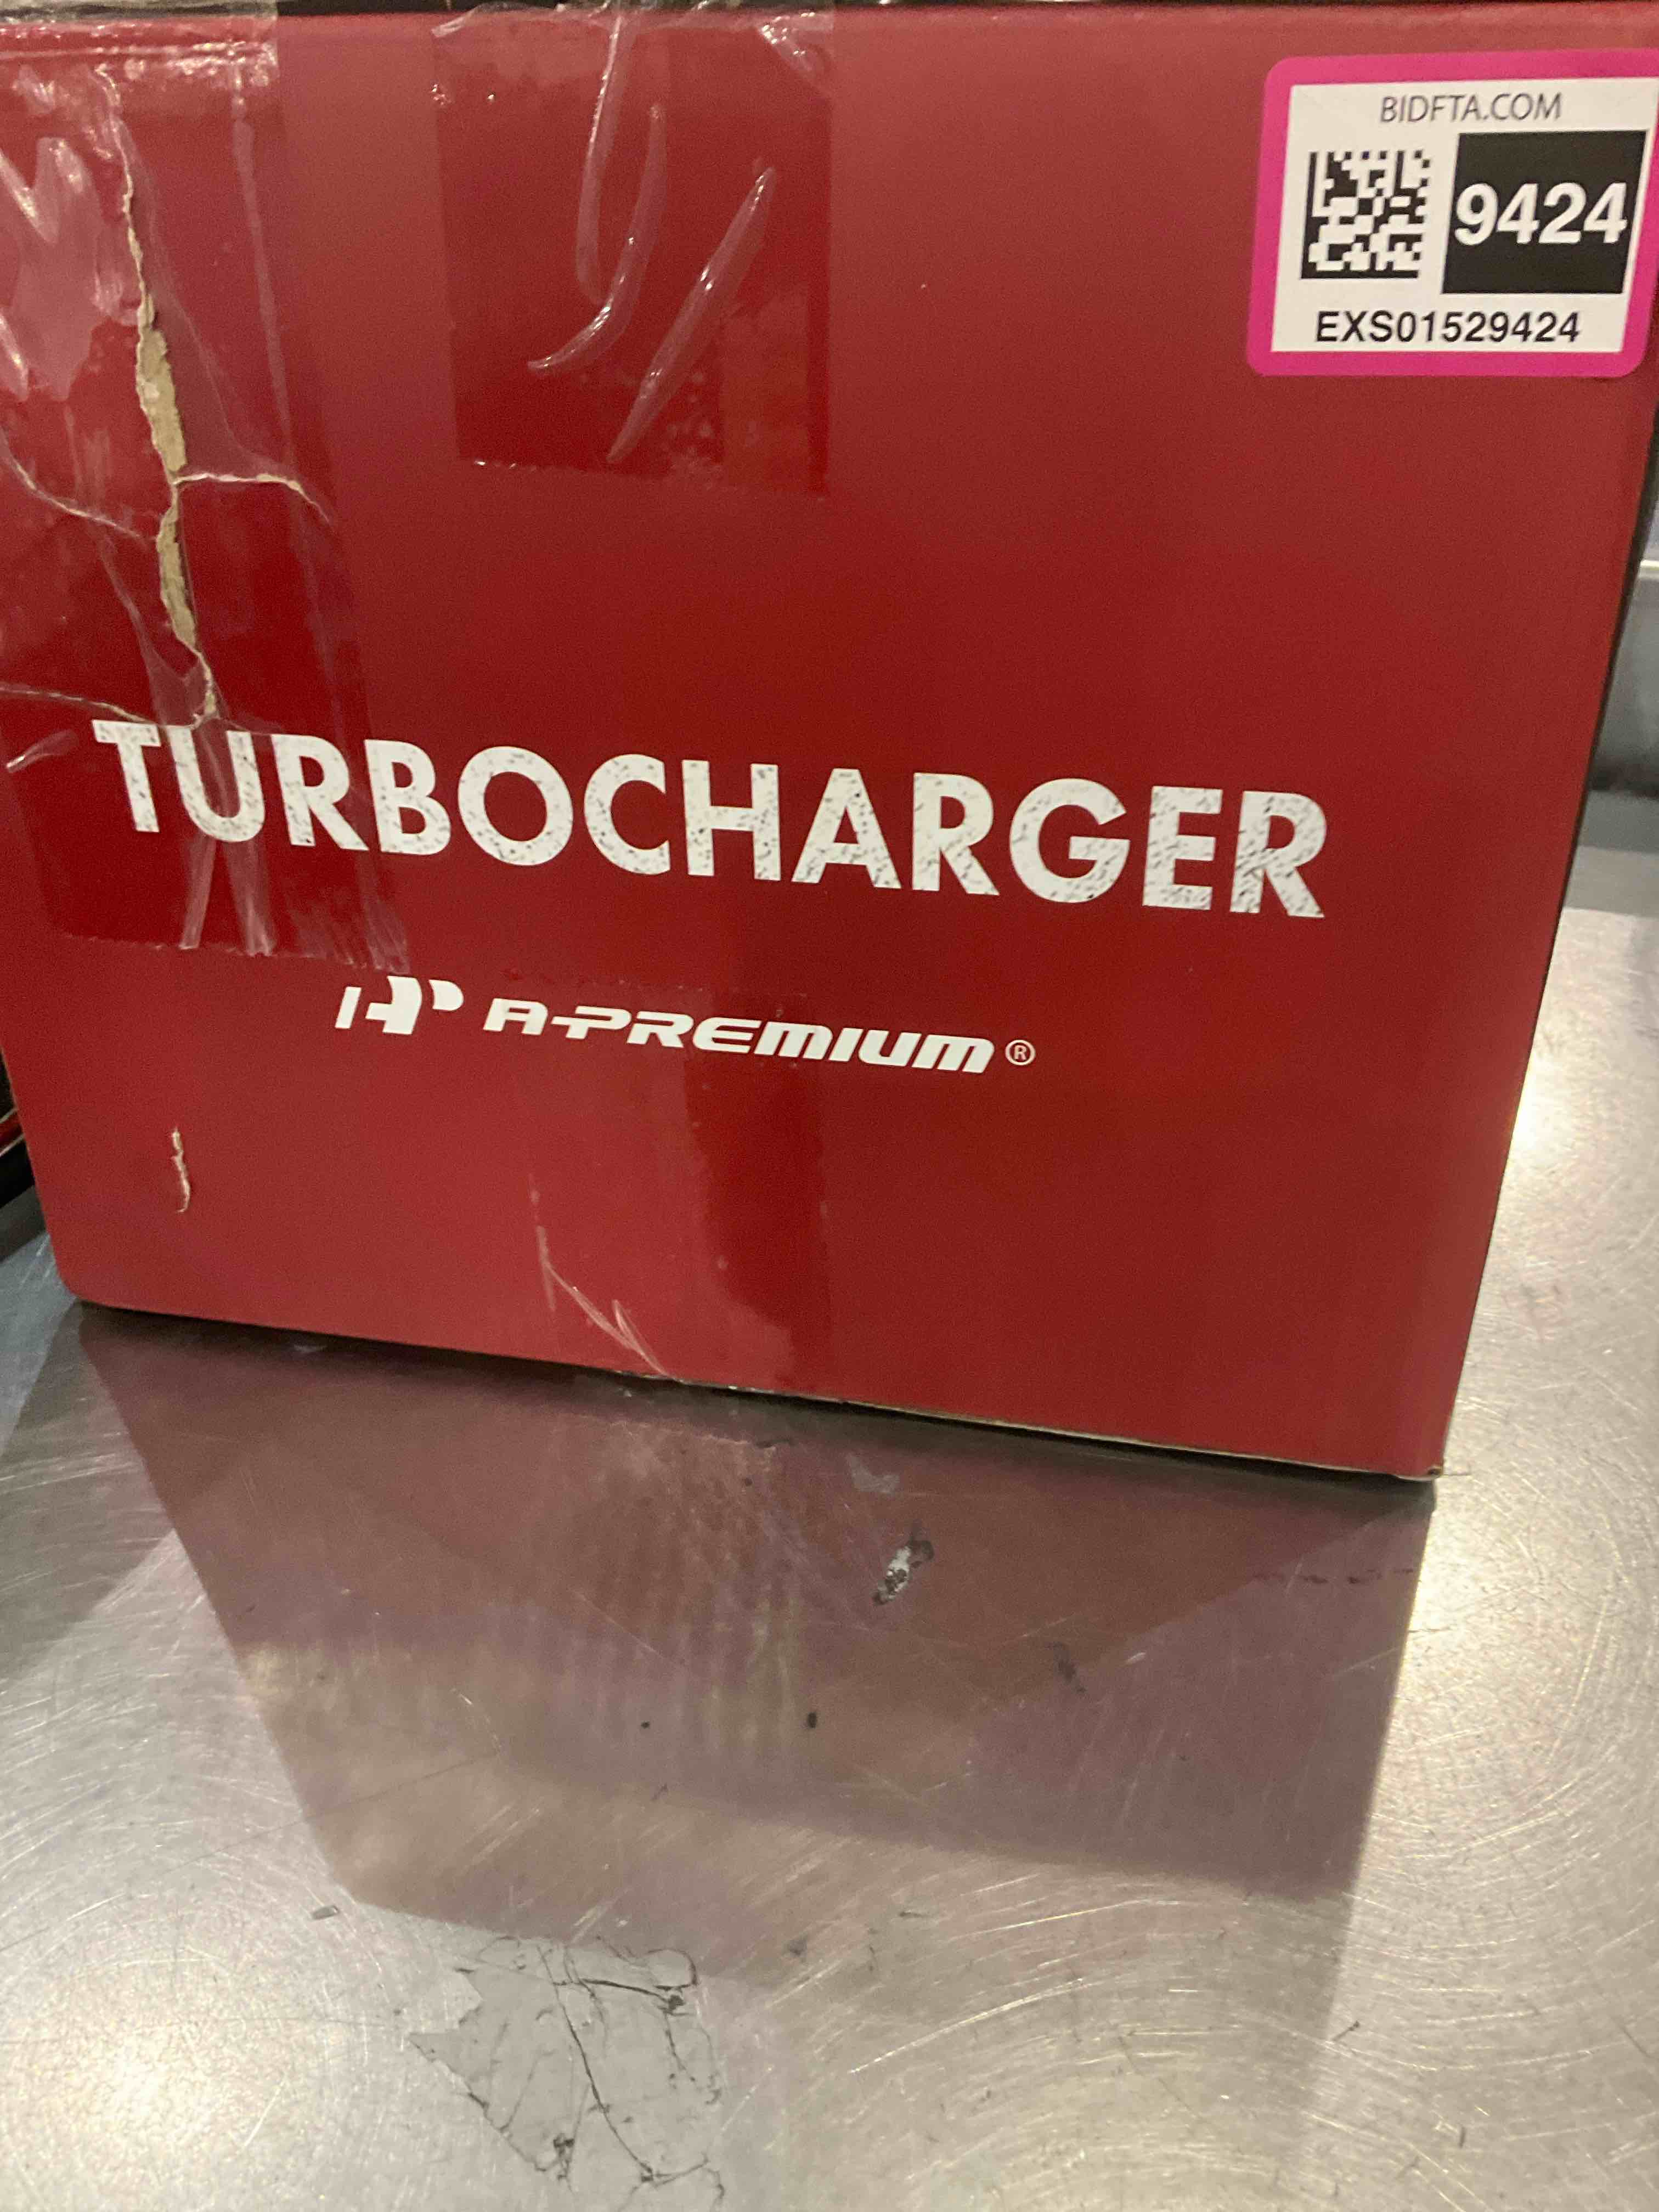 BIDFTA.COM
9424
EXS01529424
TURBOCHARGER
A-PREMIUM®